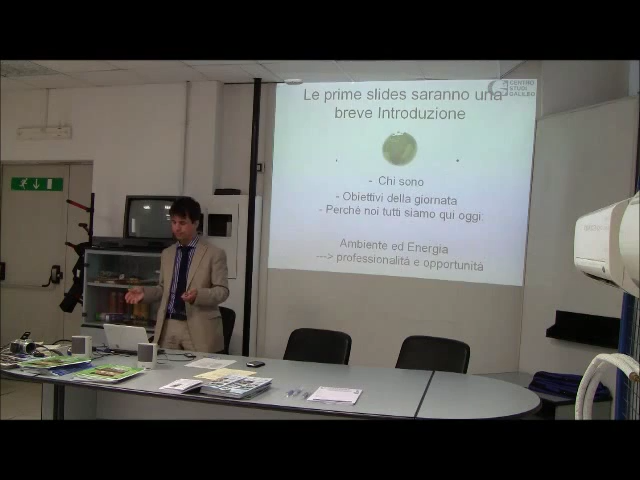 Le prime slides saranno una
breve Introduzione
CENTRO
STUDI
GALILEO
- Chi sono
- Obiettivi della giornata
- Perchè noi tutti siamo qui oggi
Ambiente ed Energia
---> professionalità e opportunità